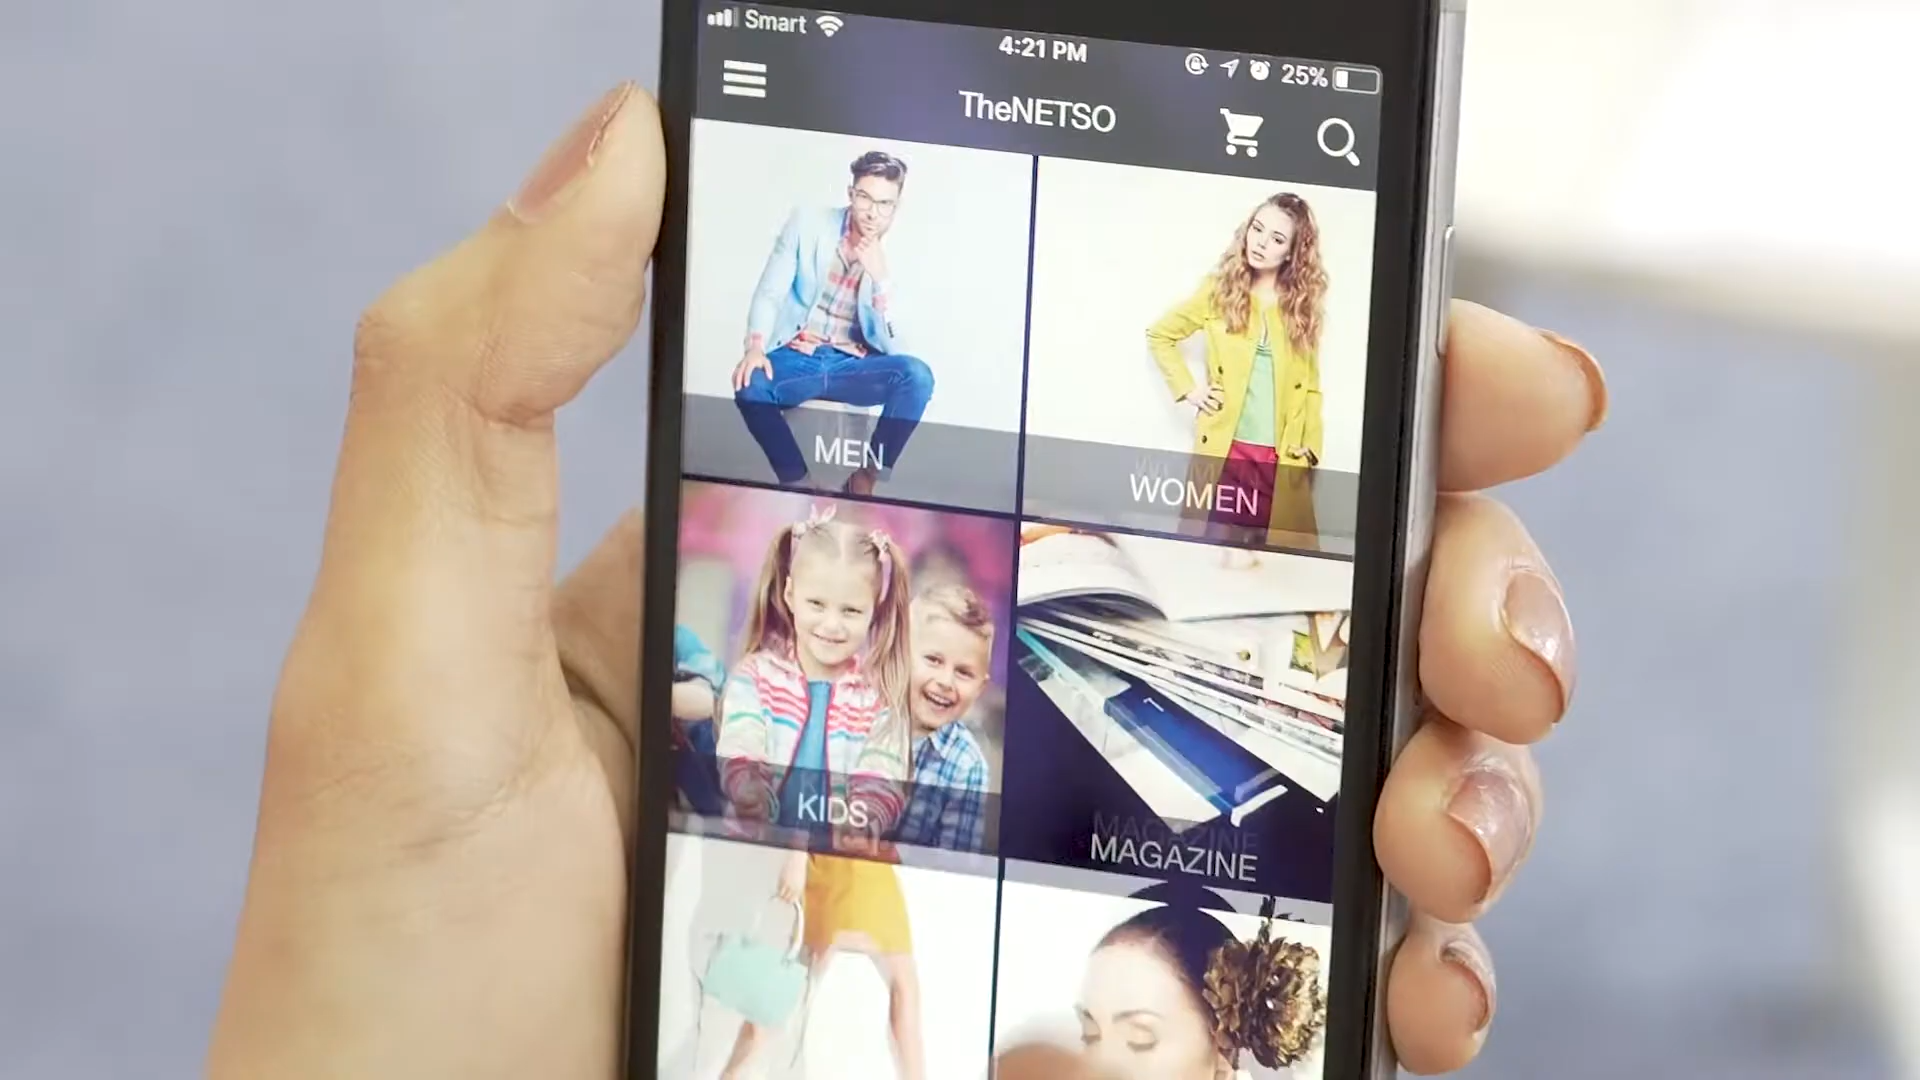 Smart
4:21 PM
25%
TheNETSO
MEN
WOMEN
KIDS
MAGAZINE